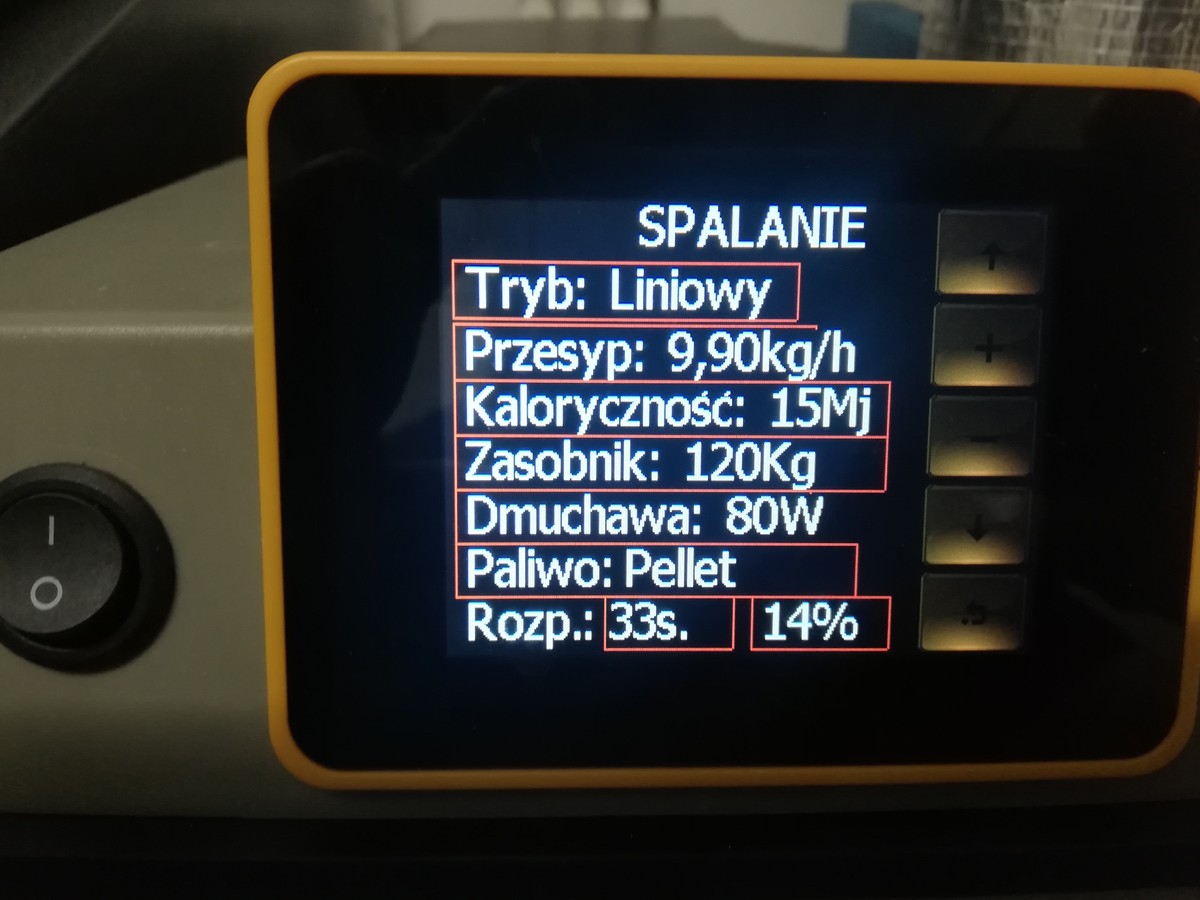 SPALANIE
Tryb: Liniowy
Przesyp: 9,90kg/h
Kaloryczność: 15Mj
Zasobnik: 120Kg
Dmuchawa: 80W
Paliwo: Pellet
Rozp.: 33s. 14%